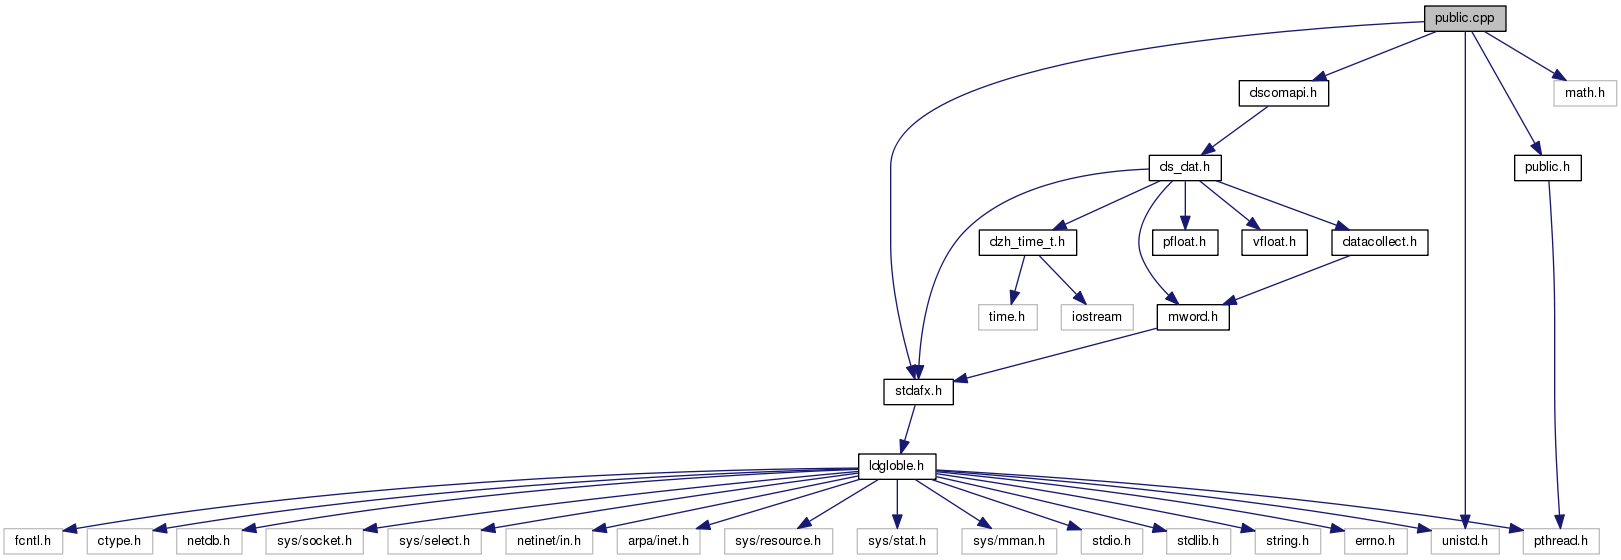 public.cpp
dscomapi.h
math.h
ds_dat.h
public.h
dzh_time_t.h
pfloat.h
vfloat.h
datacollect.h
time.h
iostream
mword.h
stdafx.h
ldgloble.h
fcntl.h
ctype.h
netdb.h
sys/socket.h
sys/select.h
netinet/in.h
arpa/inet.h
sys/resource.h
sys/stat.h
sys/mman.h
stdio.h
stdlib.h
string.h
errno.h
unistd.h
pthread.h